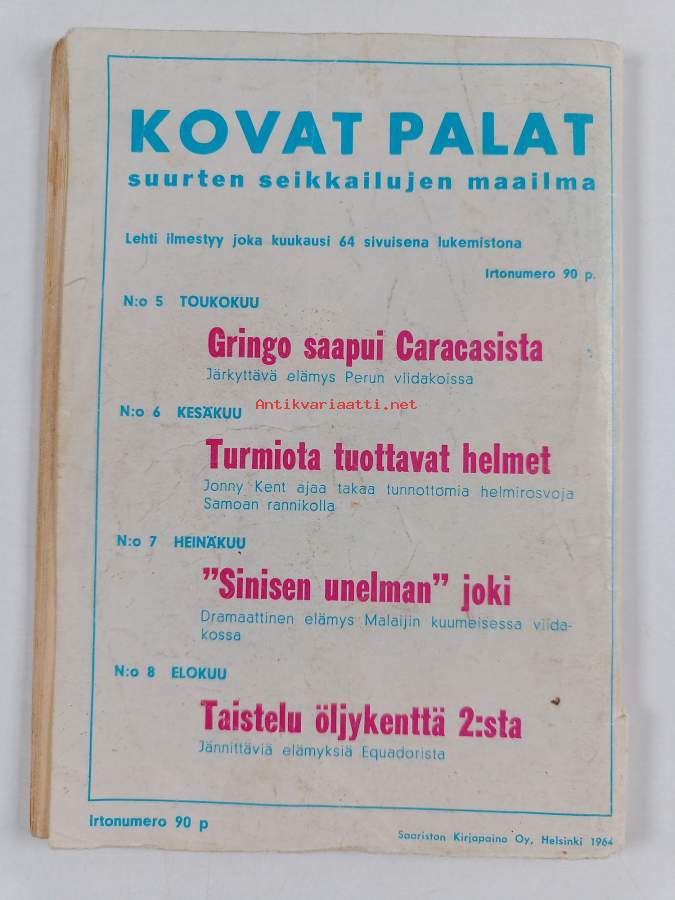 KOVAT PALAT
suurten seikkailujen maailma
Lehti ilmestyy joka kuukausi 64 sivuisena lukemistona
Irtonumero 90 p.
N:o 5 TOUKOKUU
Gringo saapui Caracasista
Järkyttävä elämys Perun viidakoissa
Antikvariaatti.net
N:o 6 KESÄKUU
Turmiota tuottavat helmet
Jonny Kent ajaa takaa tunnottomia helmirosvoja
Samoan rannikolla
N:o 7 HEINÄKUU
”Sinisen unelman” joki
Dramaattinen elämys Malaijin kuumeisessa viida-
kossa
N:o 8 ELOKUU
Taistelu öljykenttä 2:sta
Jännittäviä elämyksiä Equadorista
Irtonumero 90 p
Saariston Kirjapaino Oy, Helsinki 1964